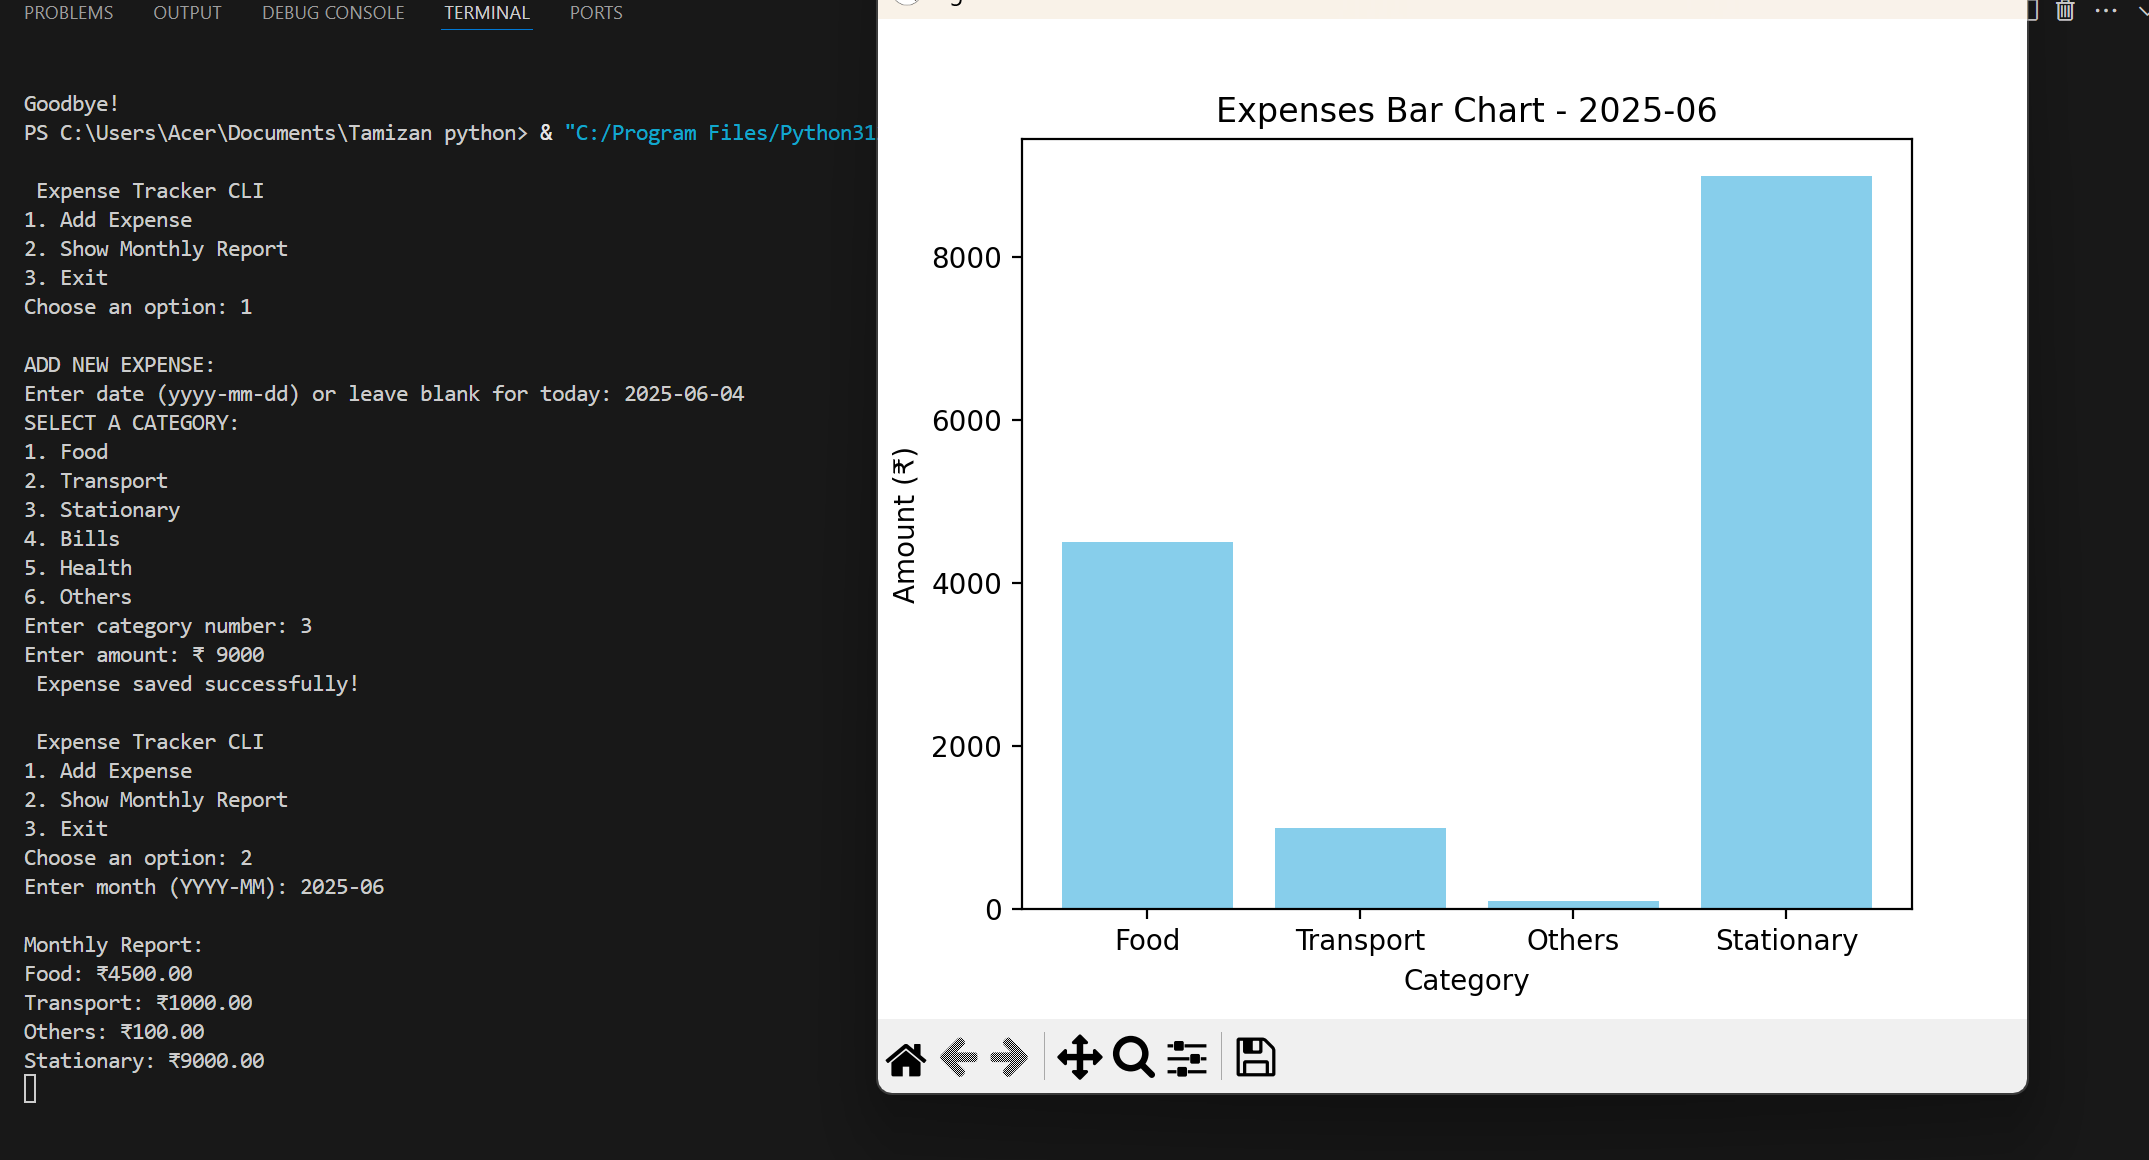 PROBLEMS OUTPUT DEBUG CONSOLE TERMINAL PORTS
Goodbye!
PS C:\Users\Acer\Documents\Tamizan python> & "C:/Program Files/Python31
Expense Tracker CLI
1. Add Expense
2. Show Monthly Report
3. Exit
Choose an option: 1
ADD NEW EXPENSE:
Enter date (yyyy-mm-dd) or leave blank for today: 2025-06-04
SELECT A CATEGORY:
1. Food
2. Transport
3. Stationary
4. Bills
5. Health
6. Others
Enter category number: 3
Enter amount: ₹ 9000
Expense saved successfully!
Expense Tracker CLI
1. Add Expense
2. Show Monthly Report
3. Exit
Choose an option: 2
Enter month (YYYY-MM): 2025-06
Monthly Report:
Food: ₹4500.00
Transport: ₹1000.00
Others: ₹100.00
Stationary: ₹9000.00
Expenses Bar Chart - 2025-06
Amount (₹)
8000
6000
4000
2000
0
Food Transport Others Stationary
Category